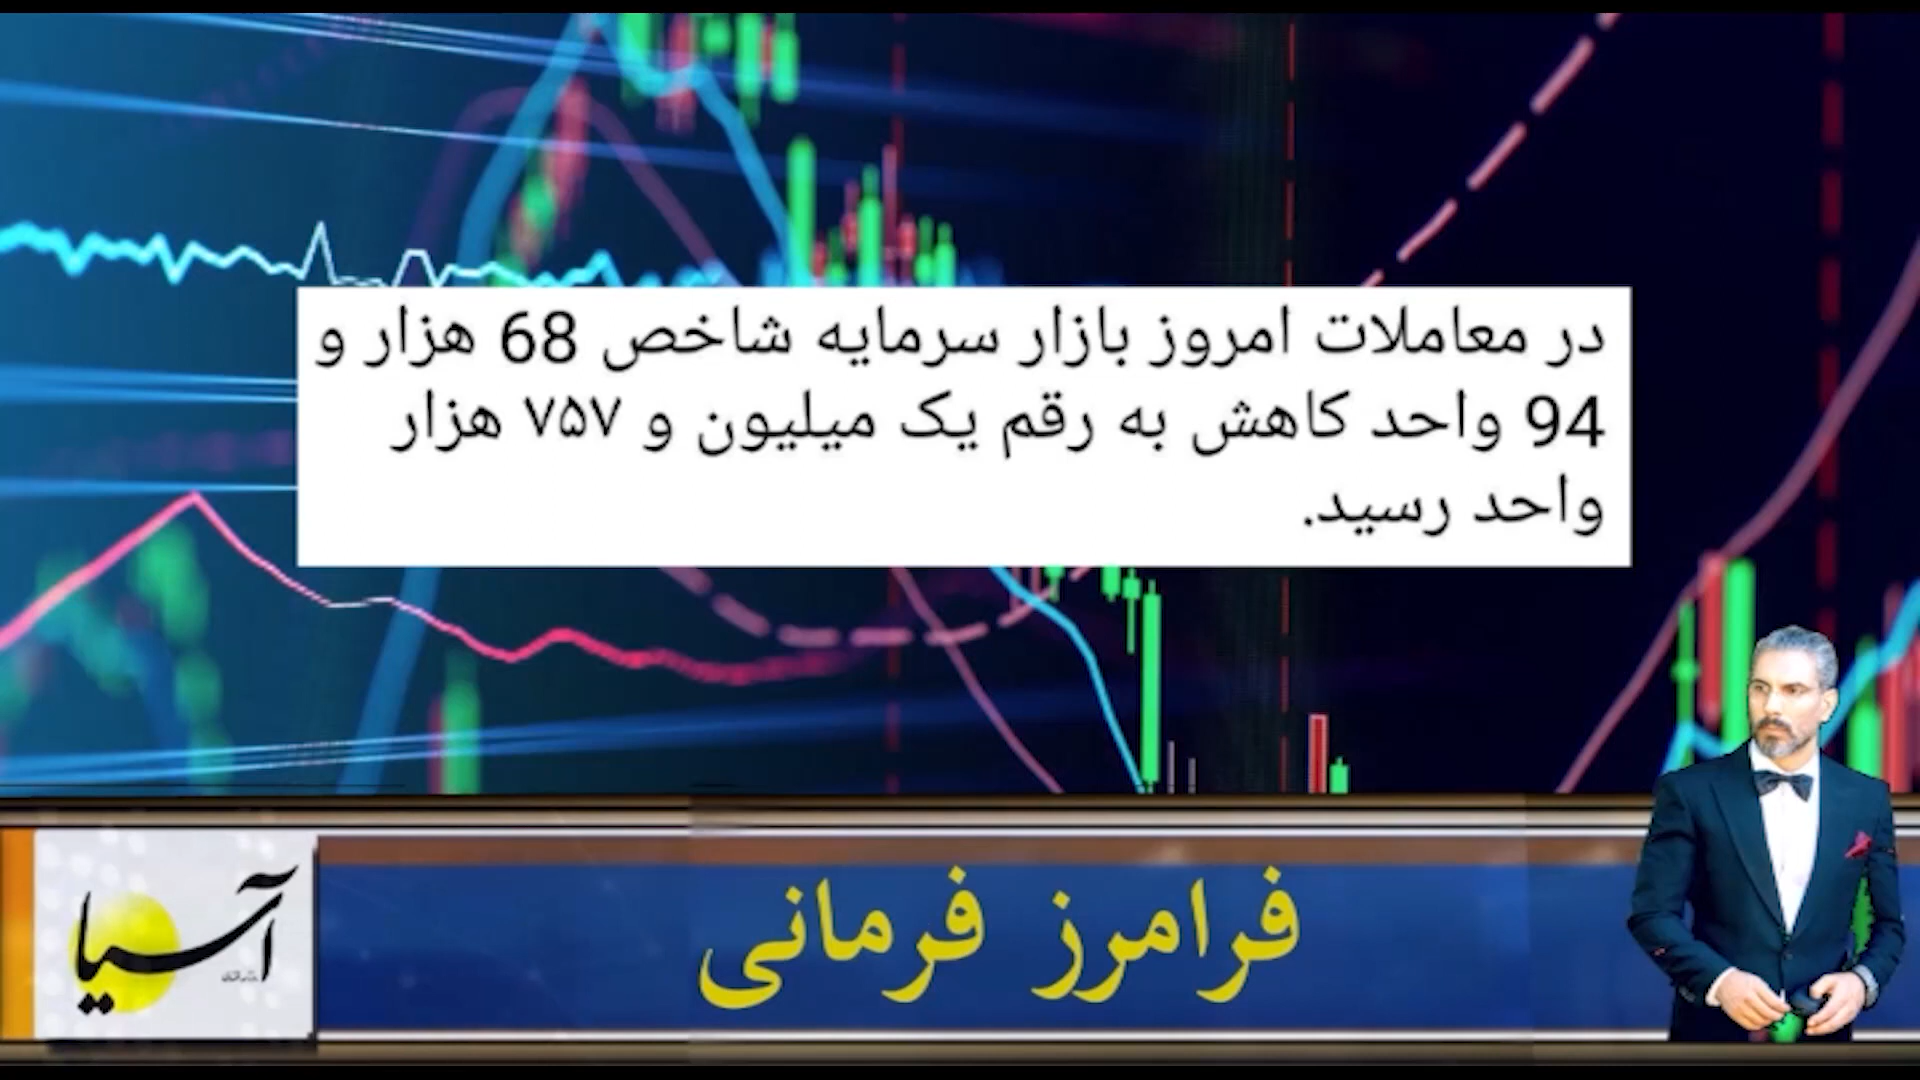 در معاملات امروز بازار سرمایه شاخص 68 هزار و
94 واحد کاهش به رقم یک میلیون و ۷۵۷ هزار
واحد رسید.
فرامرز فرمانی
آسیا